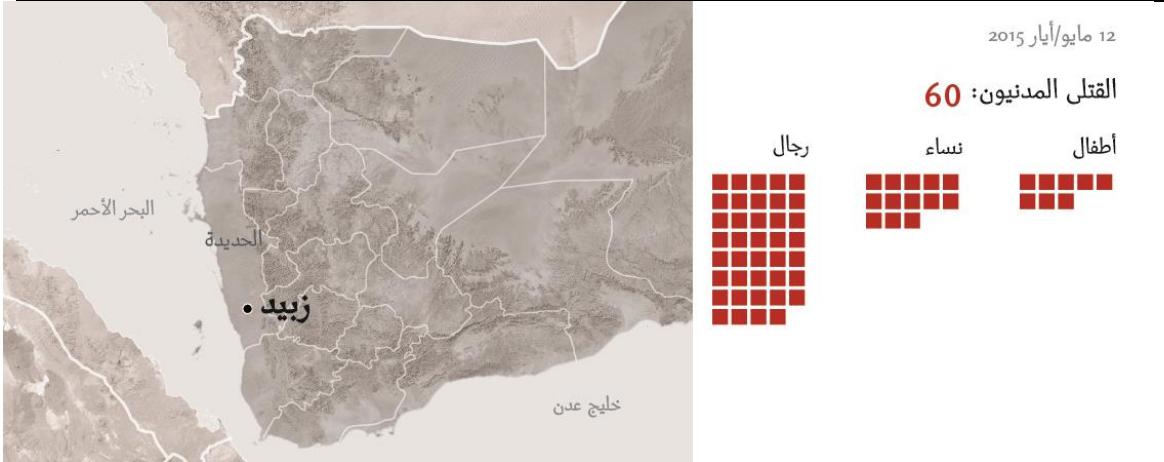 12 مايو/أيار 2015
القتلى المدنيون: 60
أطفال
نساء
رجال
البحر الأحمر
الحديدة
زبيد
خليج عدن